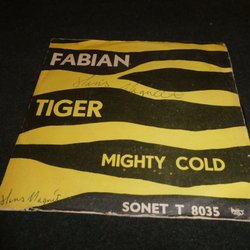 FABIAN
TIGER
MIGHTY COLD
SONET T 8035